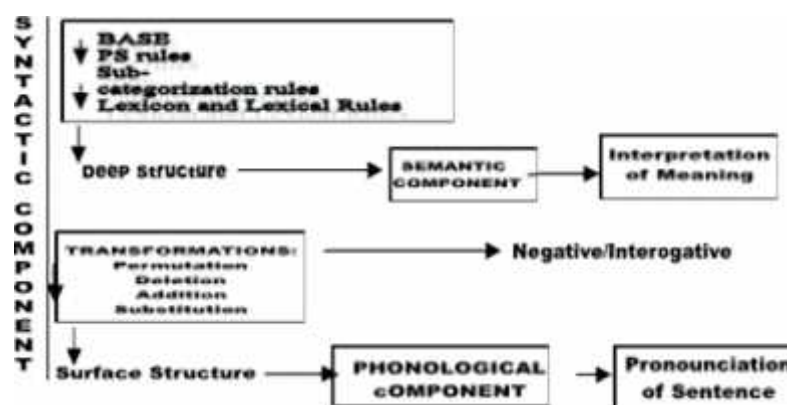 SYNTACTIC COMPONENT
BASE
PS rules
Sub-
categorization rules
Lexicon and Lexical Rules
Deep Structure
SEMANTIC
COMPONENT
Interpretation
of Meaning
TRANSFORMATIONS:
Permutation
Deletion
Addition
Substitution
Negative/Interogative
Surface Structure
PHONOLOGICAL
cOMPONENT
Pronounciation
of Sentence